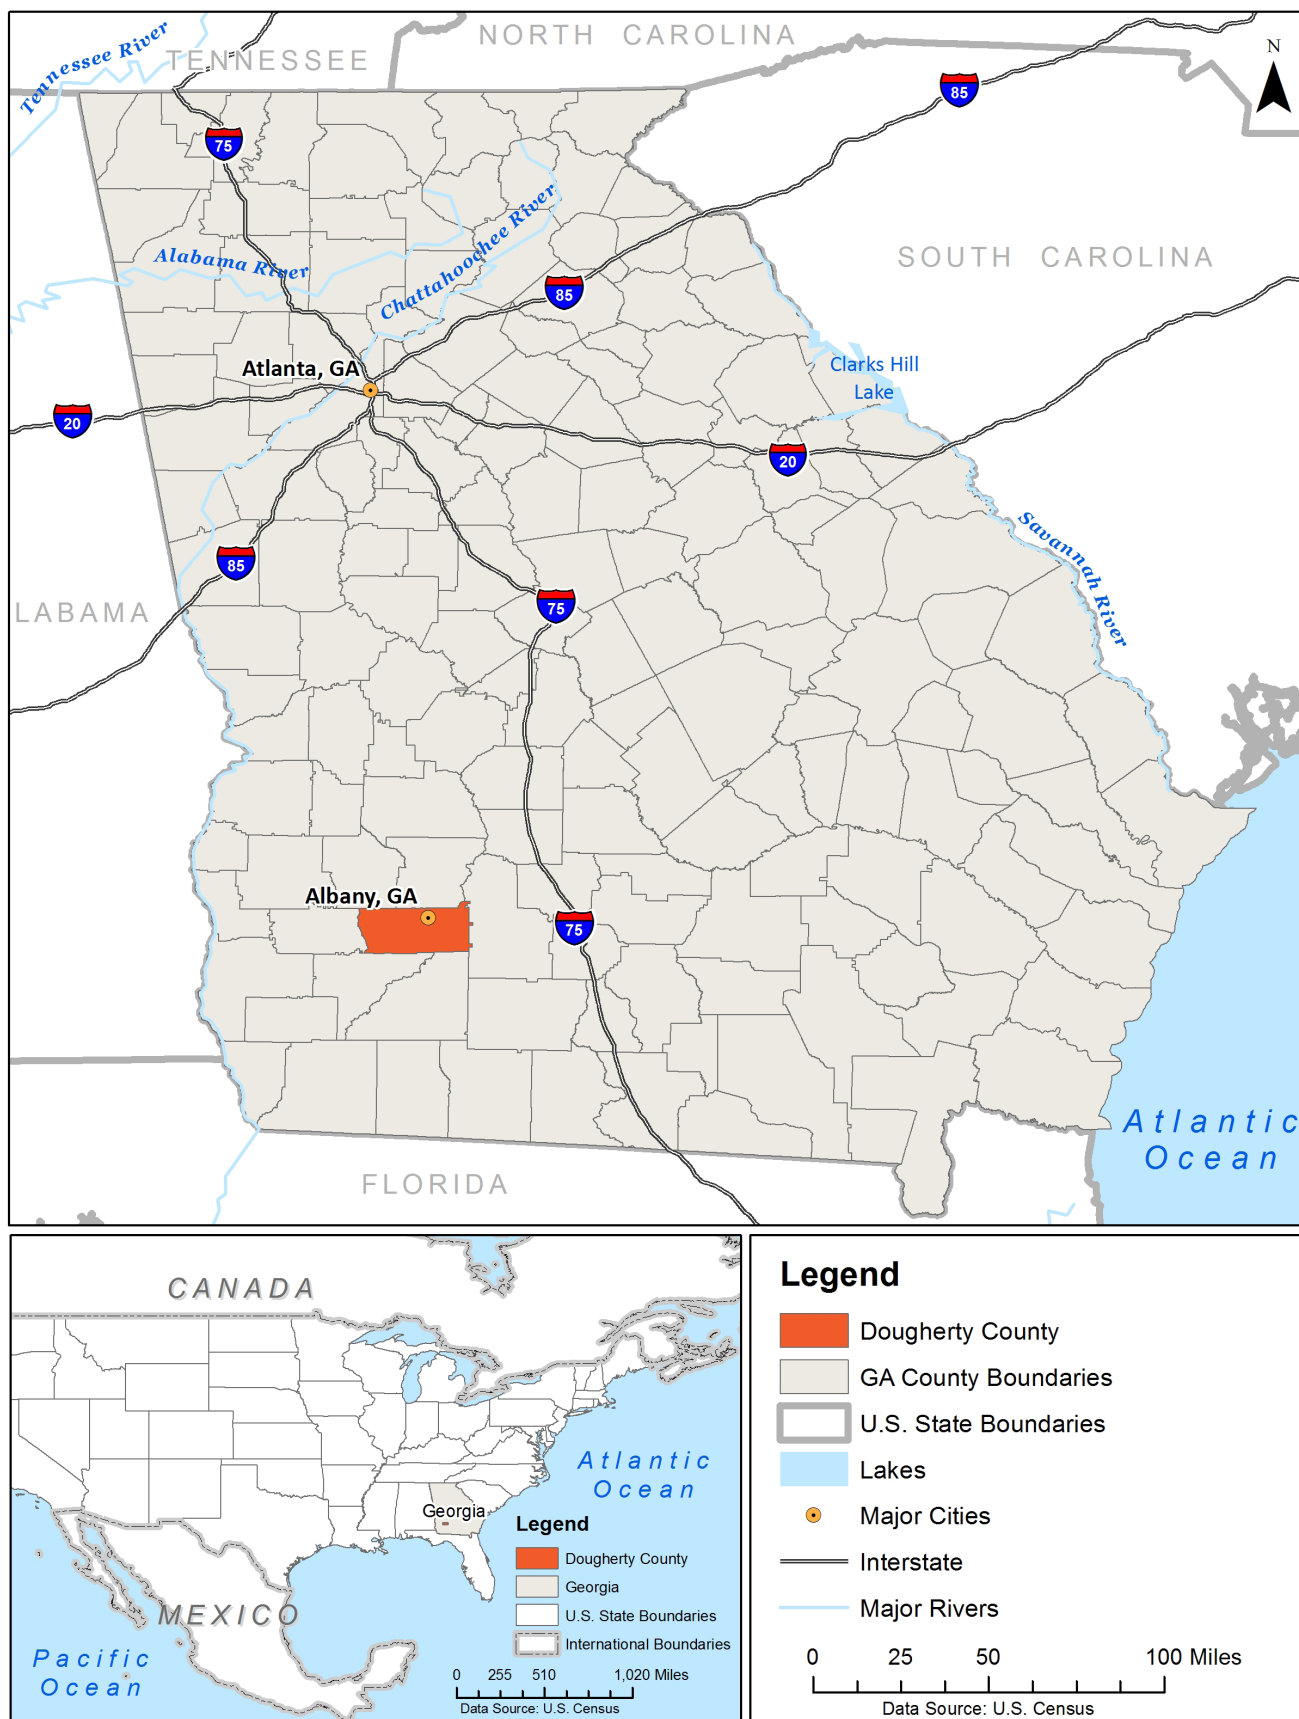 Tennessee River
TENNESSEE
NORTH CAROLINA
N
85
75
Chattahoochee River
Alabama River
SOUTH CAROLINA
85
Atlanta, GA
Clarks Hill
Lake
20
20
Savannah River
85
75
LABAMA
Albany, GA
75
Atlantic
Ocean
FLORIDA
CANADA
Atlantic
Ocean
Georgia
MEXICO
Pacific
Ocean
Legend
Dougherty County
Georgia
U.S. State Boundaries
International Boundaries
0 255 510 1,020 Miles
Data Source: U.S. Census
Legend
Dougherty County
GA County Boundaries
U.S. State Boundaries
Lakes
Major Cities
Interstate
Major Rivers
0 25 50 100 Miles
Data Source: U.S. Census